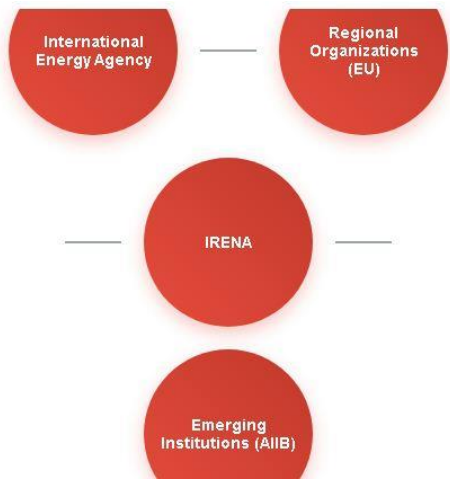 International
Energy Agency
Regional
Organizations
(EU)
IRENA
Emerging
Institutions (AIIB)